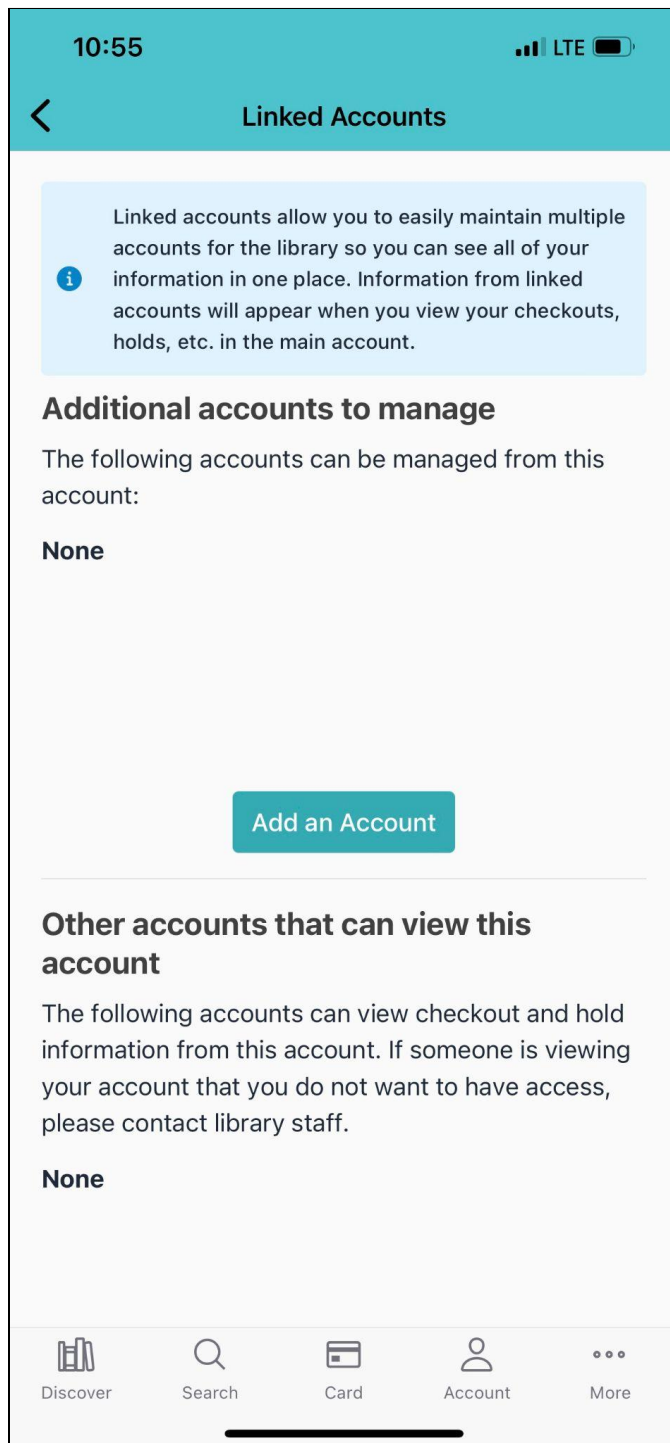 10:55 LTE
Linked Accounts
Linked accounts allow you to easily maintain multiple
accounts for the library so you can see all of your
information in one place. Information from linked
accounts will appear when you view your checkouts,
holds, etc. in the main account.
Additional accounts to manage
The following accounts can be managed from this
account:
None
Add an Account
Other accounts that can view this
account
The following accounts can view checkout and hold
information from this account. If someone is viewing
your account that you do not want to have access,
please contact library staff.
None
Discover Search Card Account More